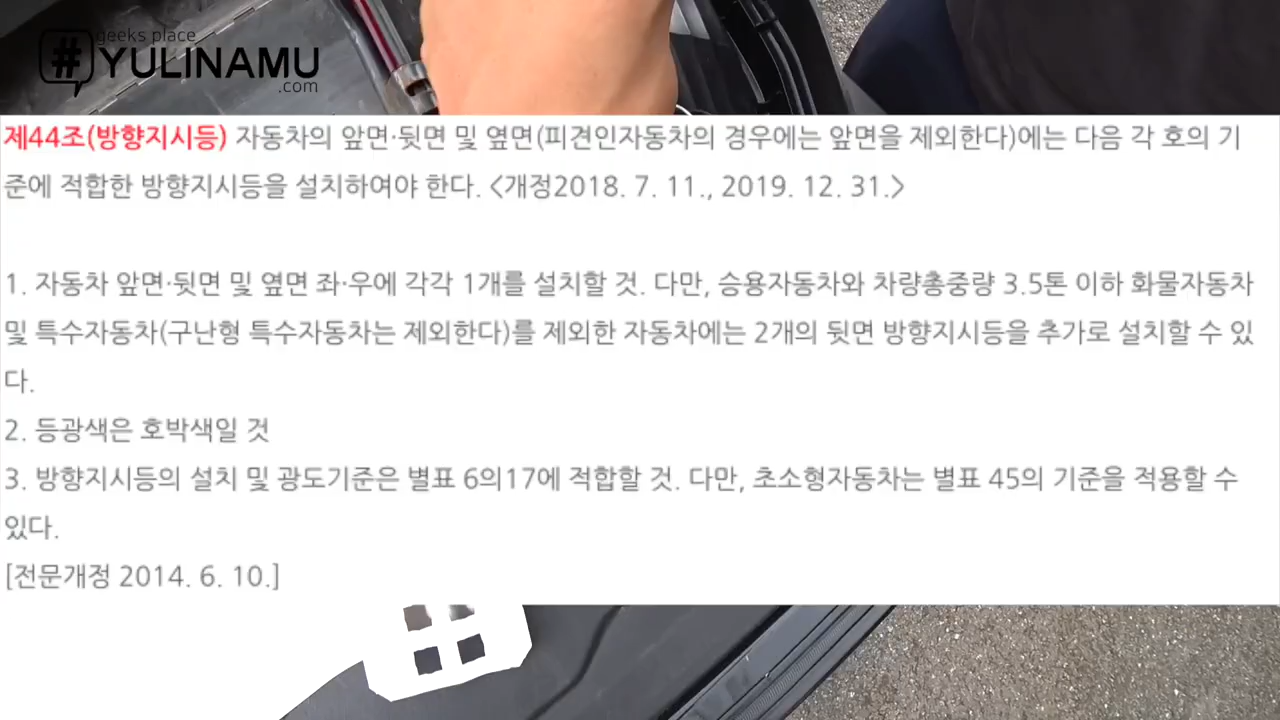 geeks place
#YULINAMU
.com
제44조(방향지시등) 자동차의 앞면·뒷면 및 옆면(피견인자동차의 경우에는 앞면을 제외한다)에는 다음 각 호의 기
준에 적합한 방향지시등을 설치하여야 한다. <개정2018. 7. 11., 2019. 12. 31.>
1. 자동차 앞면·뒷면 및 옆면 좌·우에 각각 1개를 설치할 것. 다만, 승용자동차와 차량총중량 3.5톤 이하 화물자동차
및 특수자동차(구난형 특수자동차는 제외한다)를 제외한 자동차에는 2개의 뒷면 방향지시등을 추가로 설치할 수 있
다.
2. 등광색은 호박색일 것
3. 방향지시등의 설치 및 광도기준은 별표 6의17에 적합할 것. 다만, 초소형자동차는 별표 45의 기준을 적용할 수
있다.
[전문개정 2014. 6. 10.]